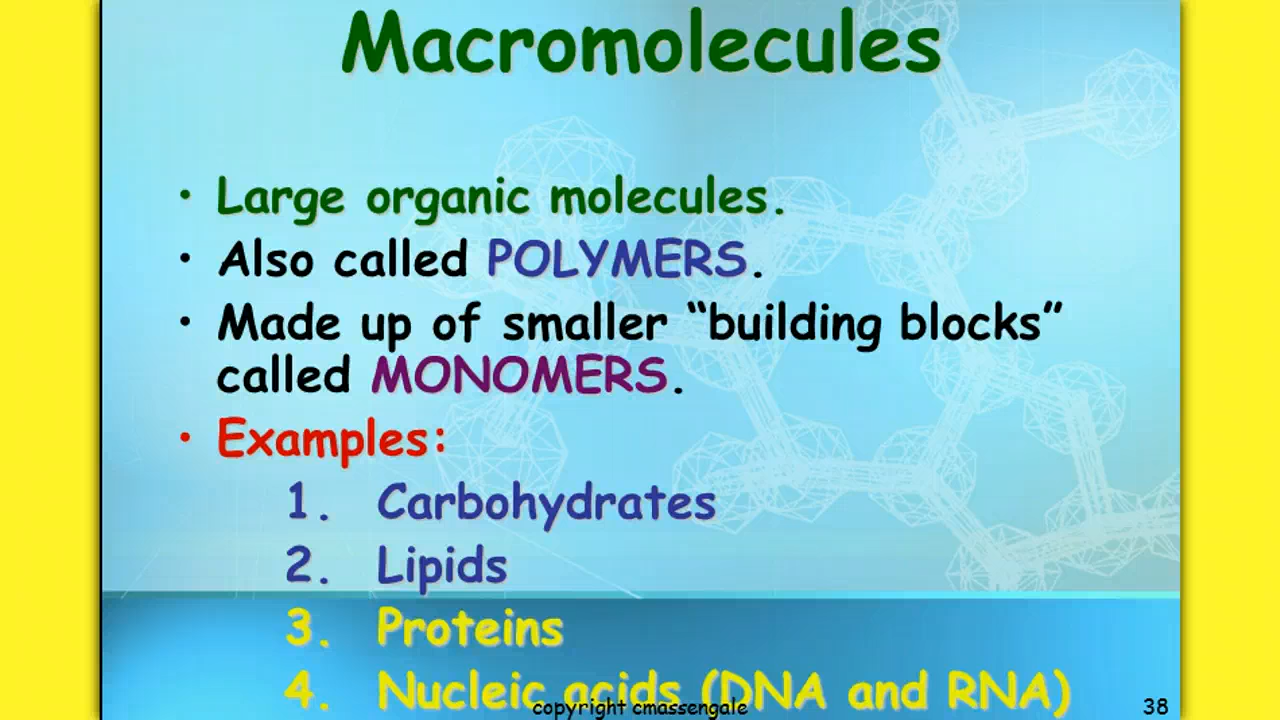 Macromolecules
• Large organic molecules.
• Also called POLYMERS.
• Made up of smaller “building blocks”
called MONOMERS.
• Examples:
1. Carbohydrates
2. Lipids
3. Proteins
4. Nucleic acids (DNA and RNA)
copyright cmassengale
38